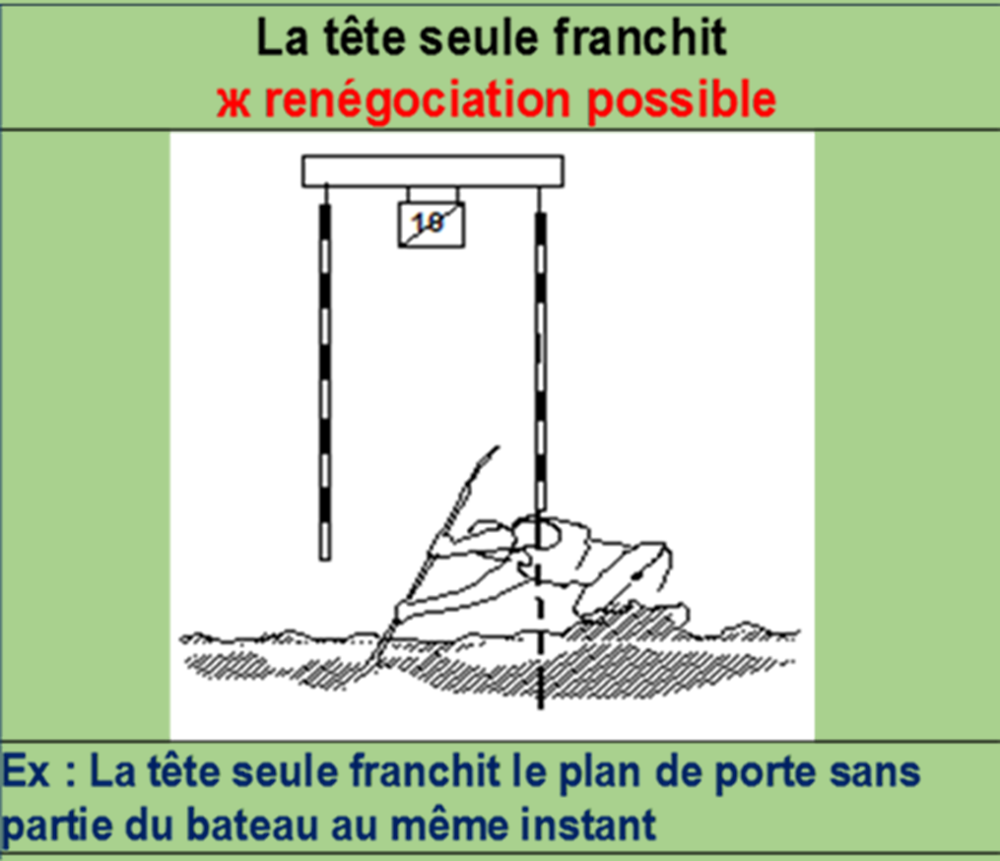 La tête seule franchit
ж renégociation possible
18
Ex : La tête seule franchit le plan de porte sans
partie du bateau au même instant